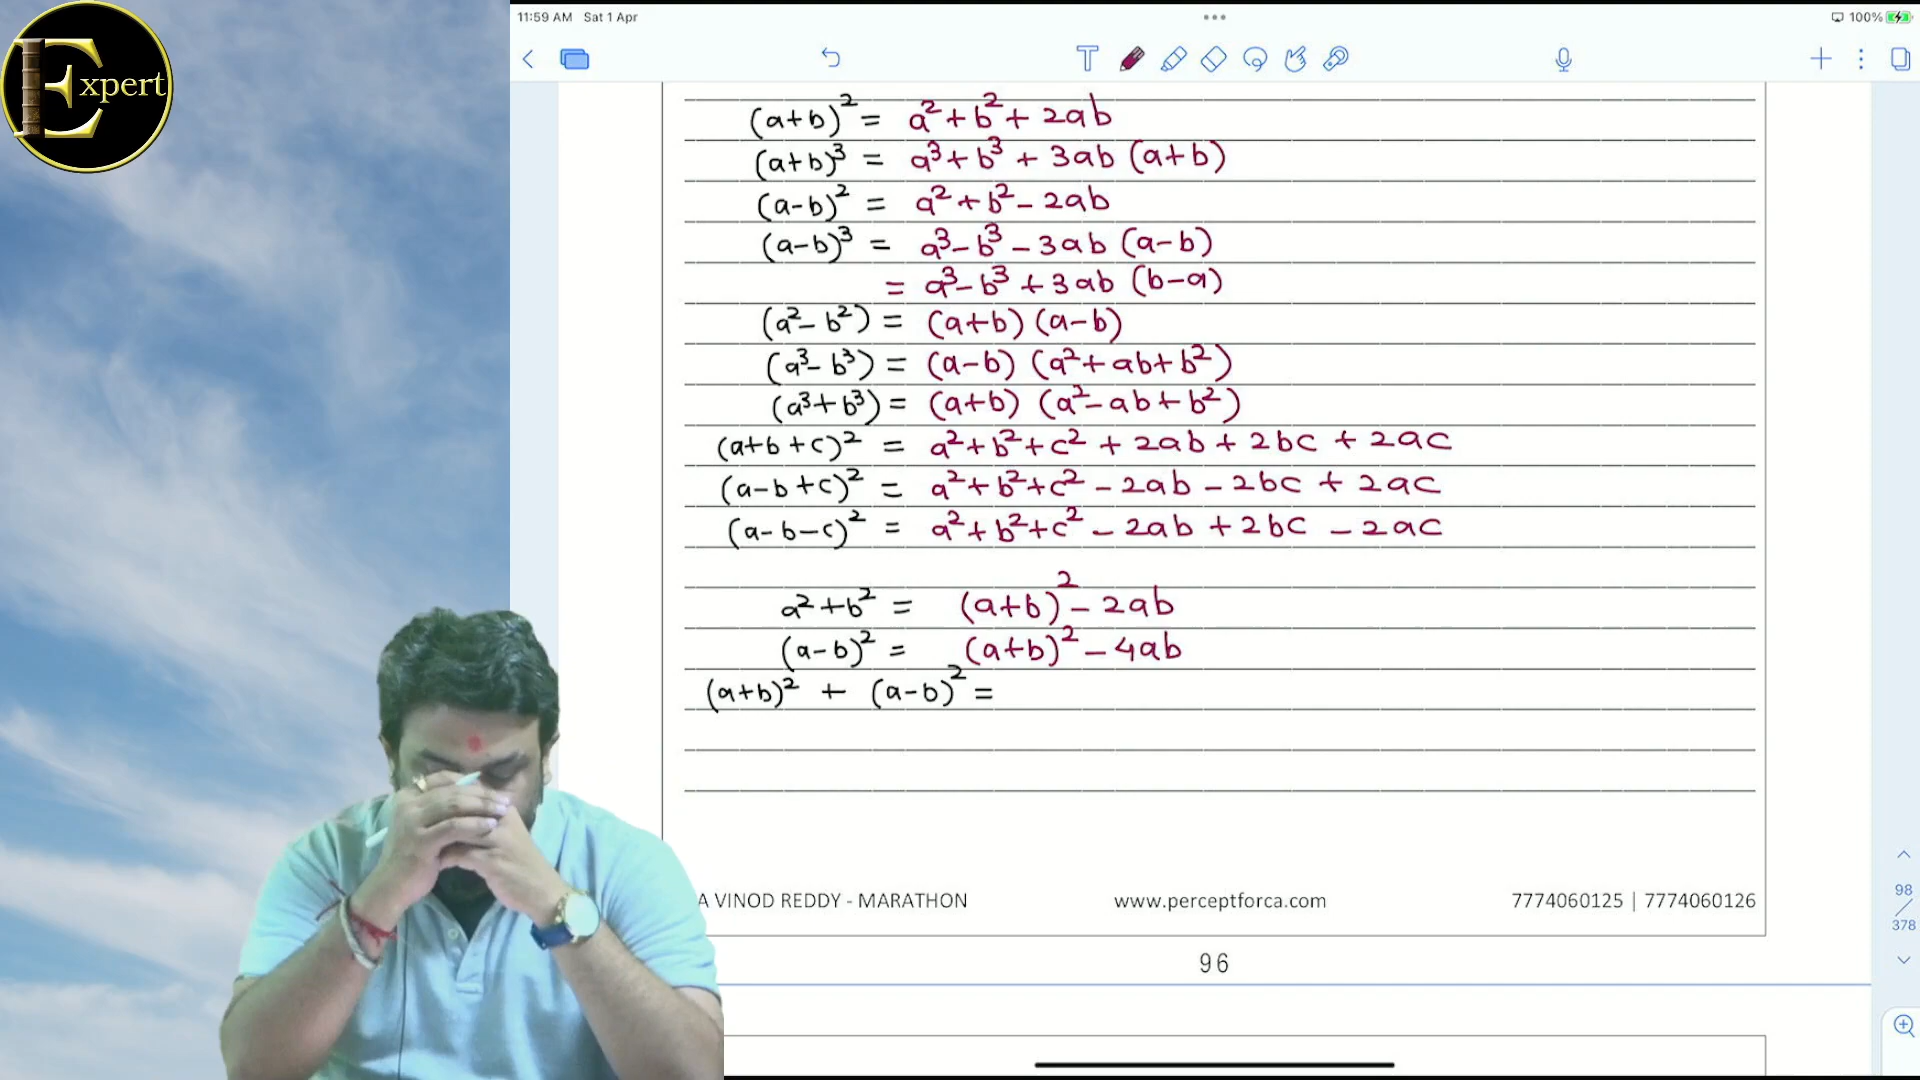 Expert
11:59 AM Sat 1 Apr
100%
(a+b)² = a²+b²+2ab
(a+b)³ = a³+b³+3ab (a+b)
(a-b)² = a²+b²-2ab
(a-b)³ = a³-b³-3ab (a-b)
= a³-b³+3ab (b-a)
(a²-b²) = (a+b) (a-b)
(a³-b³) = (a-b) (a²+ab+b²)
(a³+b³) = (a+b) (a²-ab+b²)
(a+b+c)² = a²+b²+c²+2ab+2bc+2ac
(a-b+c)² = a²+b²+c²-2ab-2bc+2ac
(a-b-c)² = a²+b²+c²-2ab+2bc-2ac
a²+b² = (a+b)²-2ab
(a-b)² = (a+b)²-4ab
(a+b)² + (a-b)² =
A VINOD REDDY - MARATHON www.perceptforca.com 7774060125 | 7774060126
96
98
378